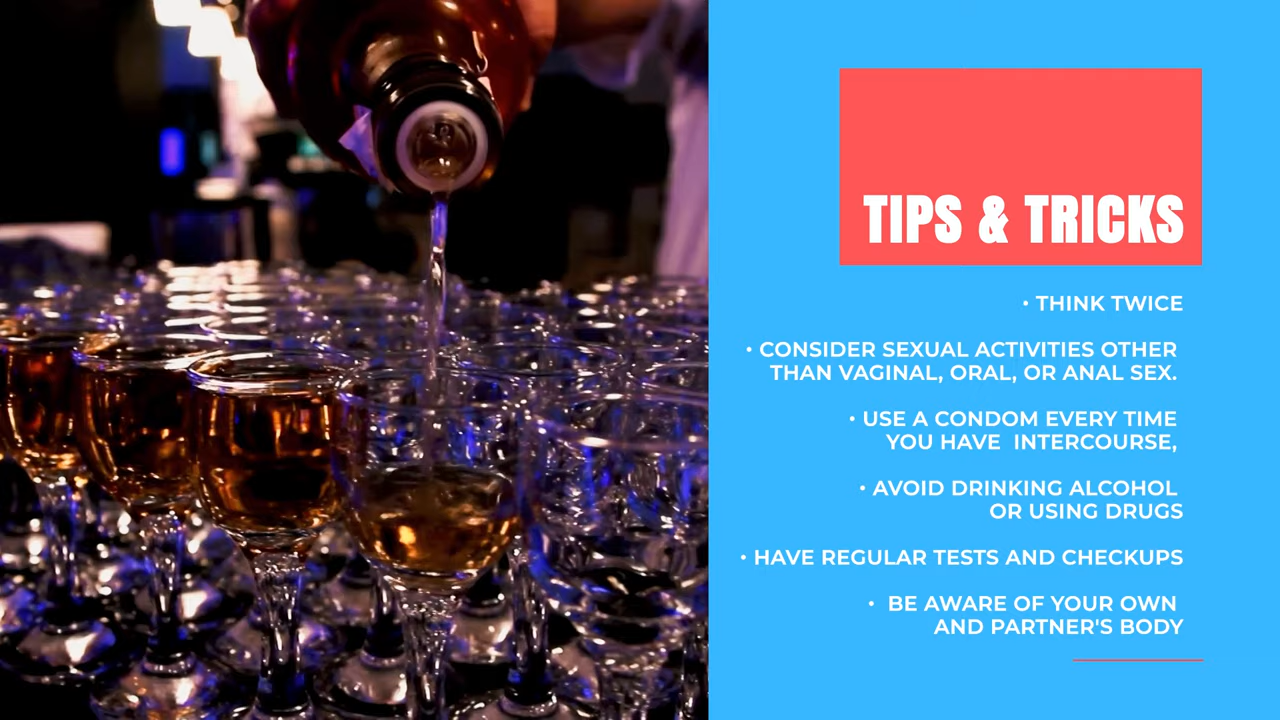 TIPS & TRICKS
• THINK TWICE
• CONSIDER SEXUAL ACTIVITIES OTHER
THAN VAGINAL, ORAL, OR ANAL SEX.
• USE A CONDOM EVERY TIME
YOU HAVE  INTERCOURSE,
• AVOID DRINKING ALCOHOL
OR USING DRUGS
• HAVE REGULAR TESTS AND CHECKUPS
•  BE AWARE OF YOUR OWN
AND PARTNER'S BODY